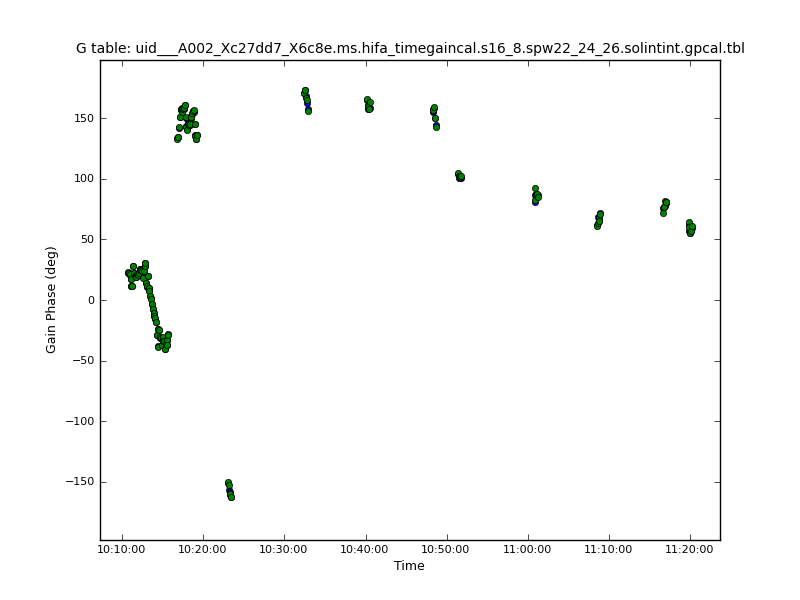 G table: uid___A002_Xc27dd7_X6c8e.ms.hifa_timegaincal.s16_8.spw22_24_26.solintint.gpcal.tbl
150
100
50
0
−50
−100
−150
Gain Phase (deg)
10:10:00 10:20:00 10:30:00 10:40:00 10:50:00 11:00:00 11:10:00 11:20:00
Time